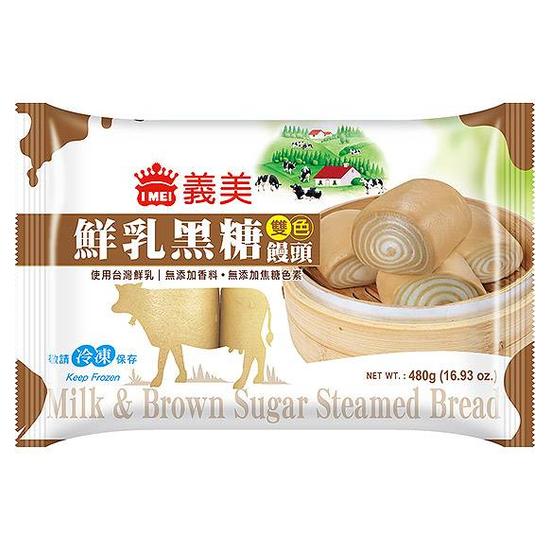 I MEI 義美
鮮乳黑糖雙色饅頭
使用台灣鮮乳 | 無添加香料•無添加焦糖色素
敬請冷凍保存
Keep Frozen
NET WT. : 480g (16.93 oz.)
Milk & Brown Sugar Steamed Bread